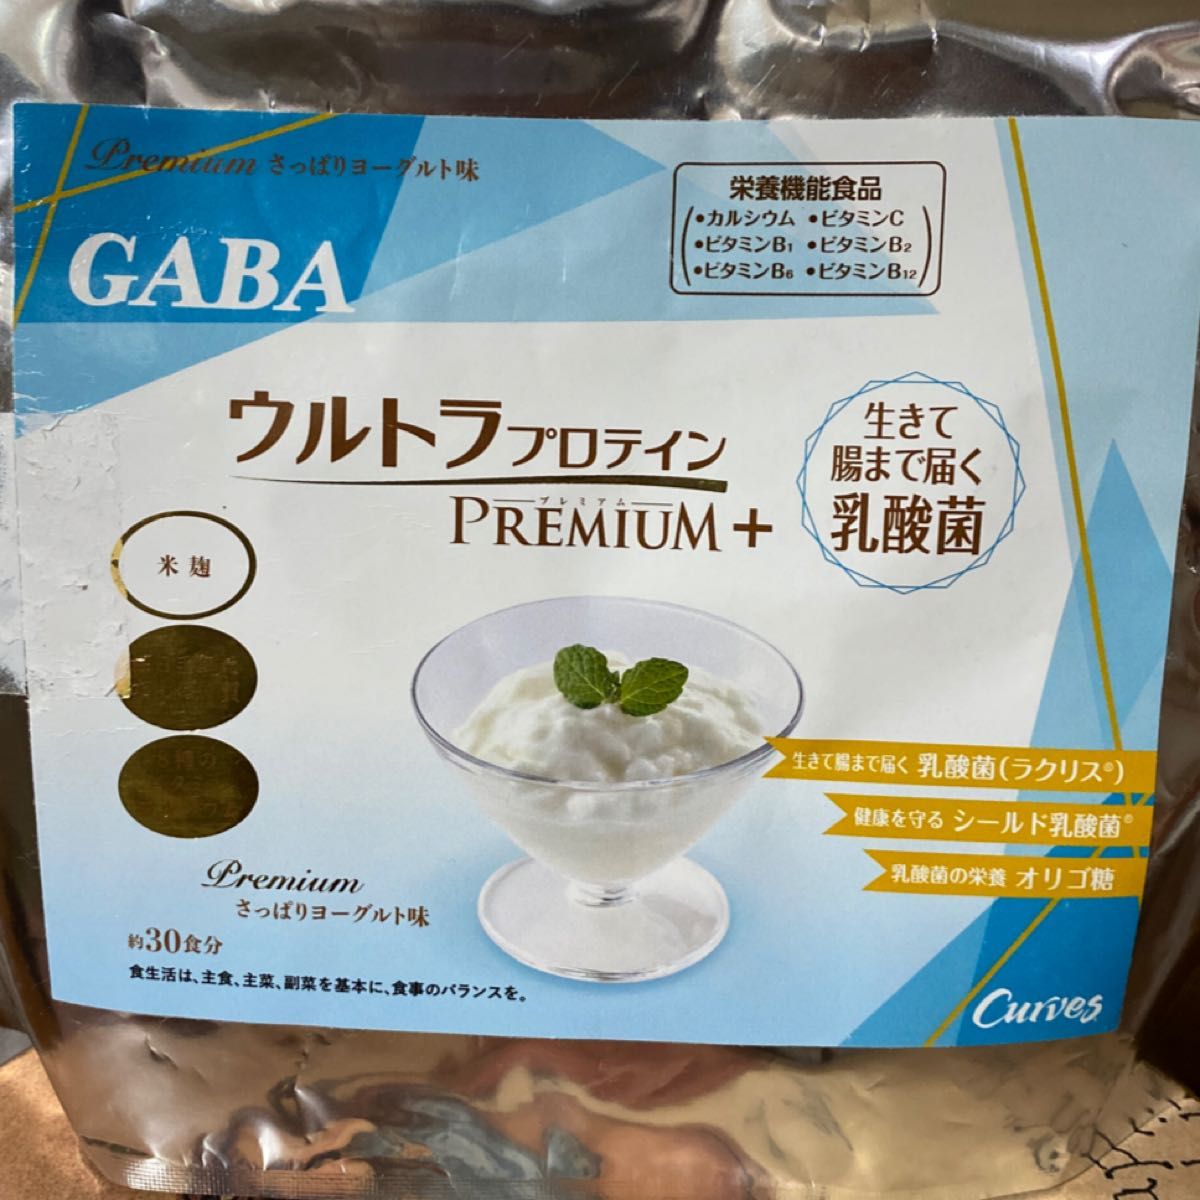 Premium さっぱりヨーグルト味
GABA
栄養機能食品
•カルシウム •ビタミンC
•ビタミンB1 •ビタミンB2
•ビタミンB6 •ビタミンB12
ウルトラプロテイン
プレミアム
PREMIUM +
生きて
腸まで届く
乳酸菌
米麹
8種の
生きて腸まで届く 乳酸菌(ラクリス®)
健康を守る シールド乳酸菌®
乳酸菌の栄養 オリゴ糖
Premium
さっぱりヨーグルト味
約30食分
食生活は、主食、主菜、副菜を基本に、食事のバランスを。
Curves